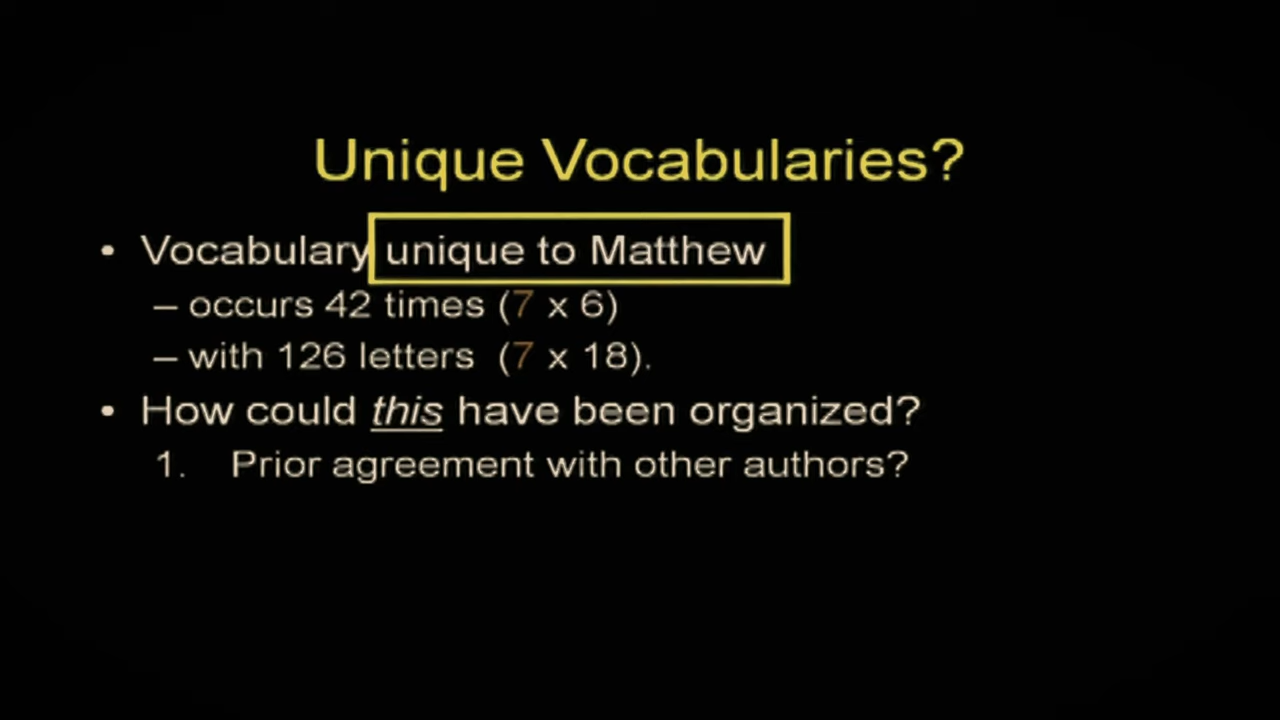 Unique Vocabularies?
• Vocabulary unique to Matthew
– occurs 42 times (7 x 6)
– with 126 letters (7 x 18).
• How could this have been organized?
1. Prior agreement with other authors?